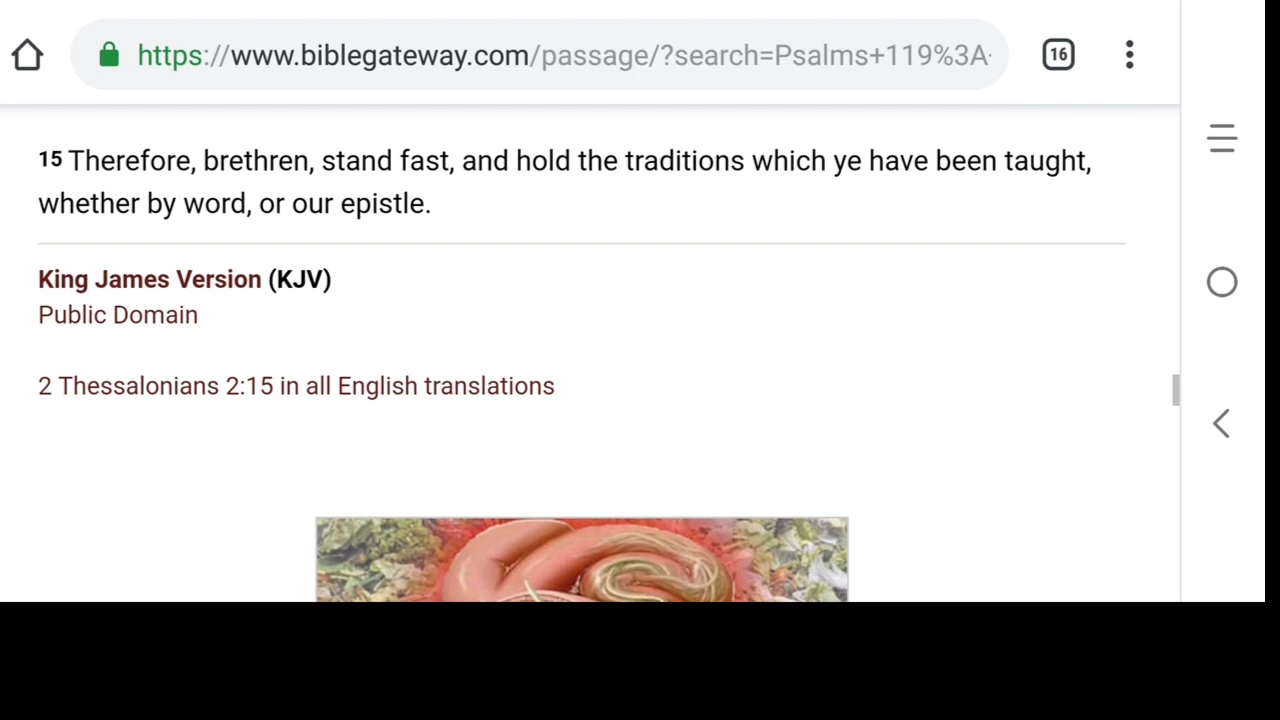 https://www.biblegateway.com/passage/?search=Psalms+119%3A-
16
15 Therefore, brethren, stand fast, and hold the traditions which ye have been taught,
whether by word, or our epistle.
King James Version (KJV)
Public Domain
2 Thessalonians 2:15 in all English translations